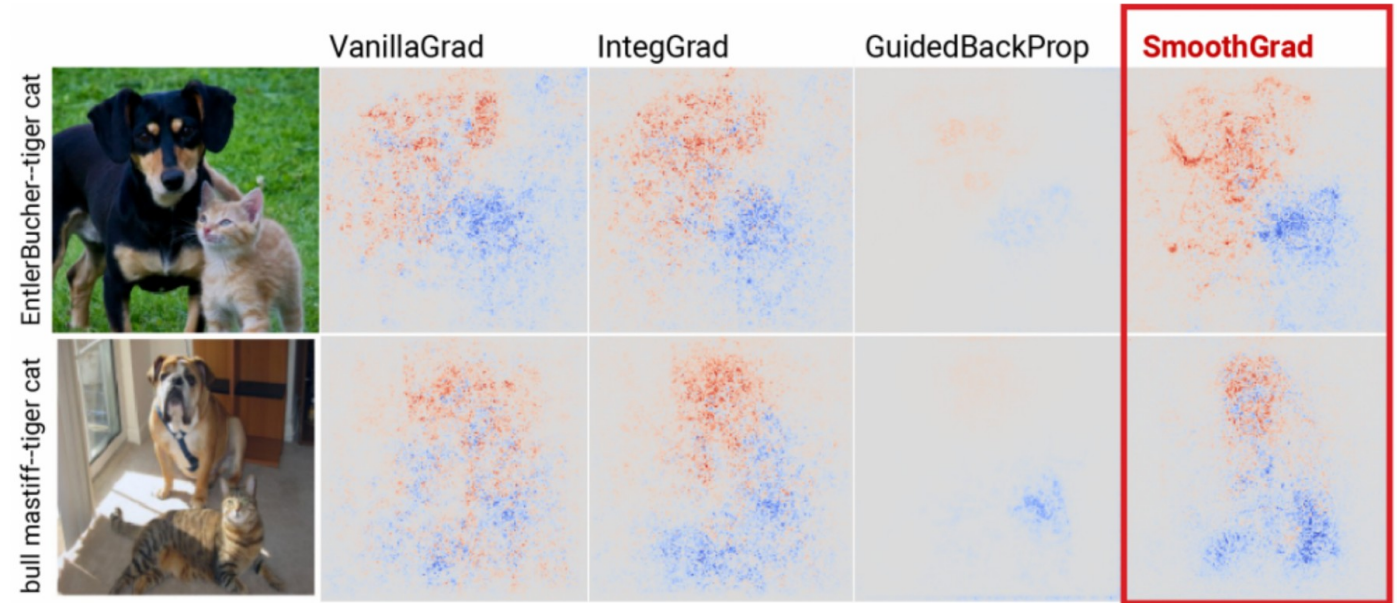 VanillaGrad
IntegGrad
GuidedBackProp
SmoothGrad
EntlerBucher--tiger cat
bull mastiff--tiger cat